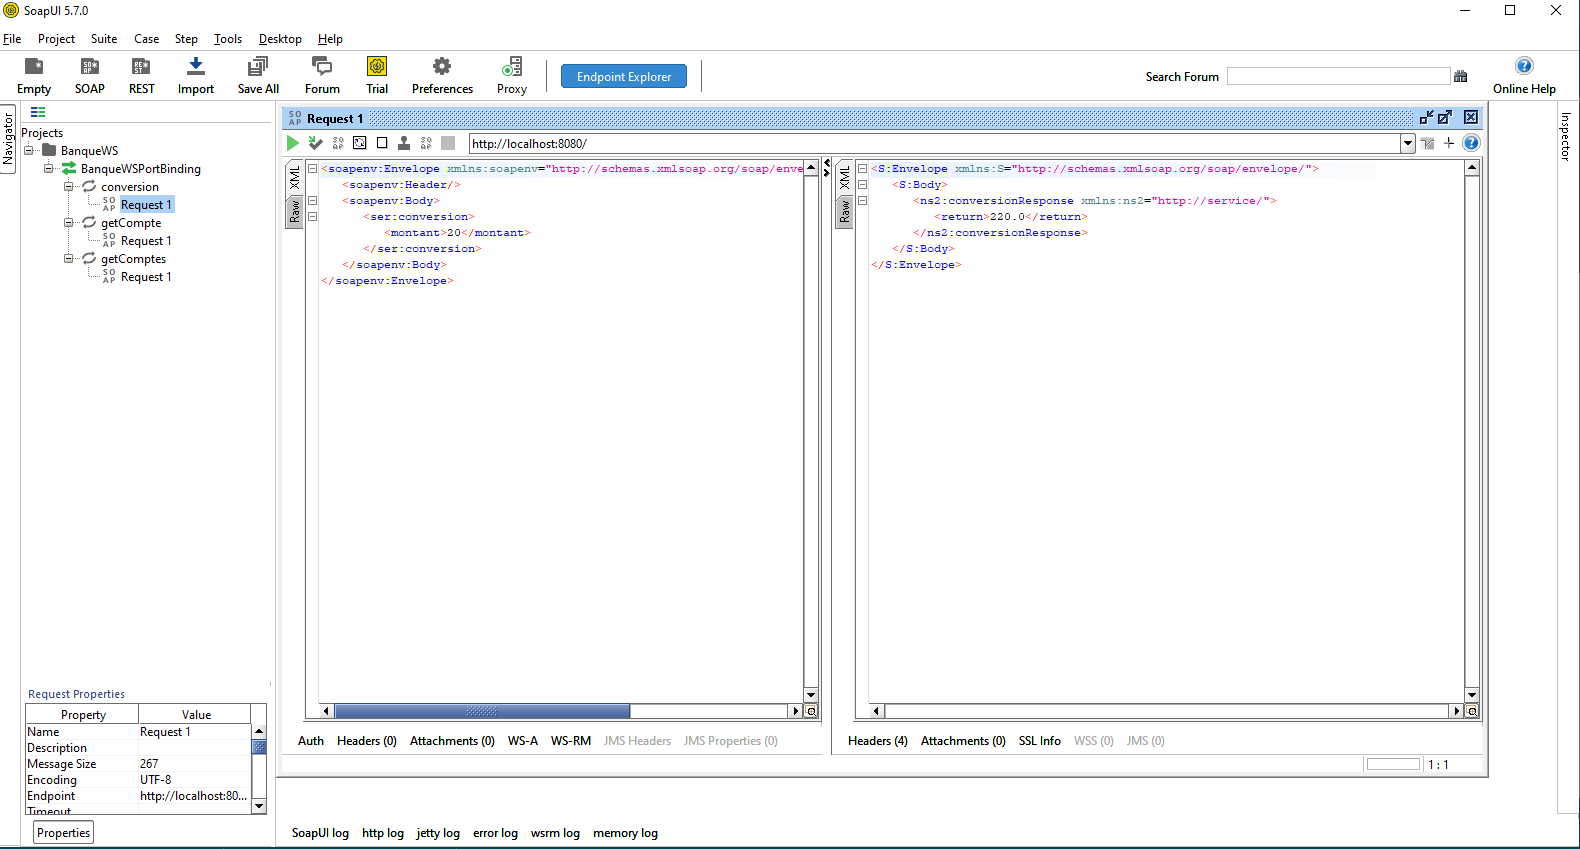 SoapUI 5.7.0
File Project Suite Case Step Tools Desktop Help
Empty SOAP REST Import Save All Forum Trial Preferences Proxy Endpoint Explorer Search Forum Online Help
Navigator
Projects
BanqueWS
BanqueWSPortBinding
conversion
SO AP Request 1
getCompte
SO AP Request 1
getComptes
SO AP Request 1
Request Properties
Property Value
Name Request 1
Description
Message Size 267
Encoding UTF-8
Endpoint http://localhost:80...
Timeout
Properties
SO AP Request 1
http://localhost:8080/
XML
Raw
<soapenv:Envelope xmlns:soapenv="http://schemas.xmlsoap.org/soap/enve
<soapenv:Header/>
<soapenv:Body>
<ser:conversion>
<montant>20</montant>
</ser:conversion>
</soapenv:Body>
</soapenv:Envelope>
Auth Headers (0) Attachments (0) WS-A WS-RM JMS Headers JMS Properties (0)
XML
Raw
<S:Envelope xmlns:S="http://schemas.xmlsoap.org/soap/envelope/">
<S:Body>
<ns2:conversionResponse xmlns:ns2="http://service/">
<return>220.0</return>
</ns2:conversionResponse>
</S:Body>
</S:Envelope>
Headers (4) Attachments (0) SSL Info WSS (0) JMS (0)
1 : 1
Inspector
SoapUI log http log jetty log error log wsrm log memory log